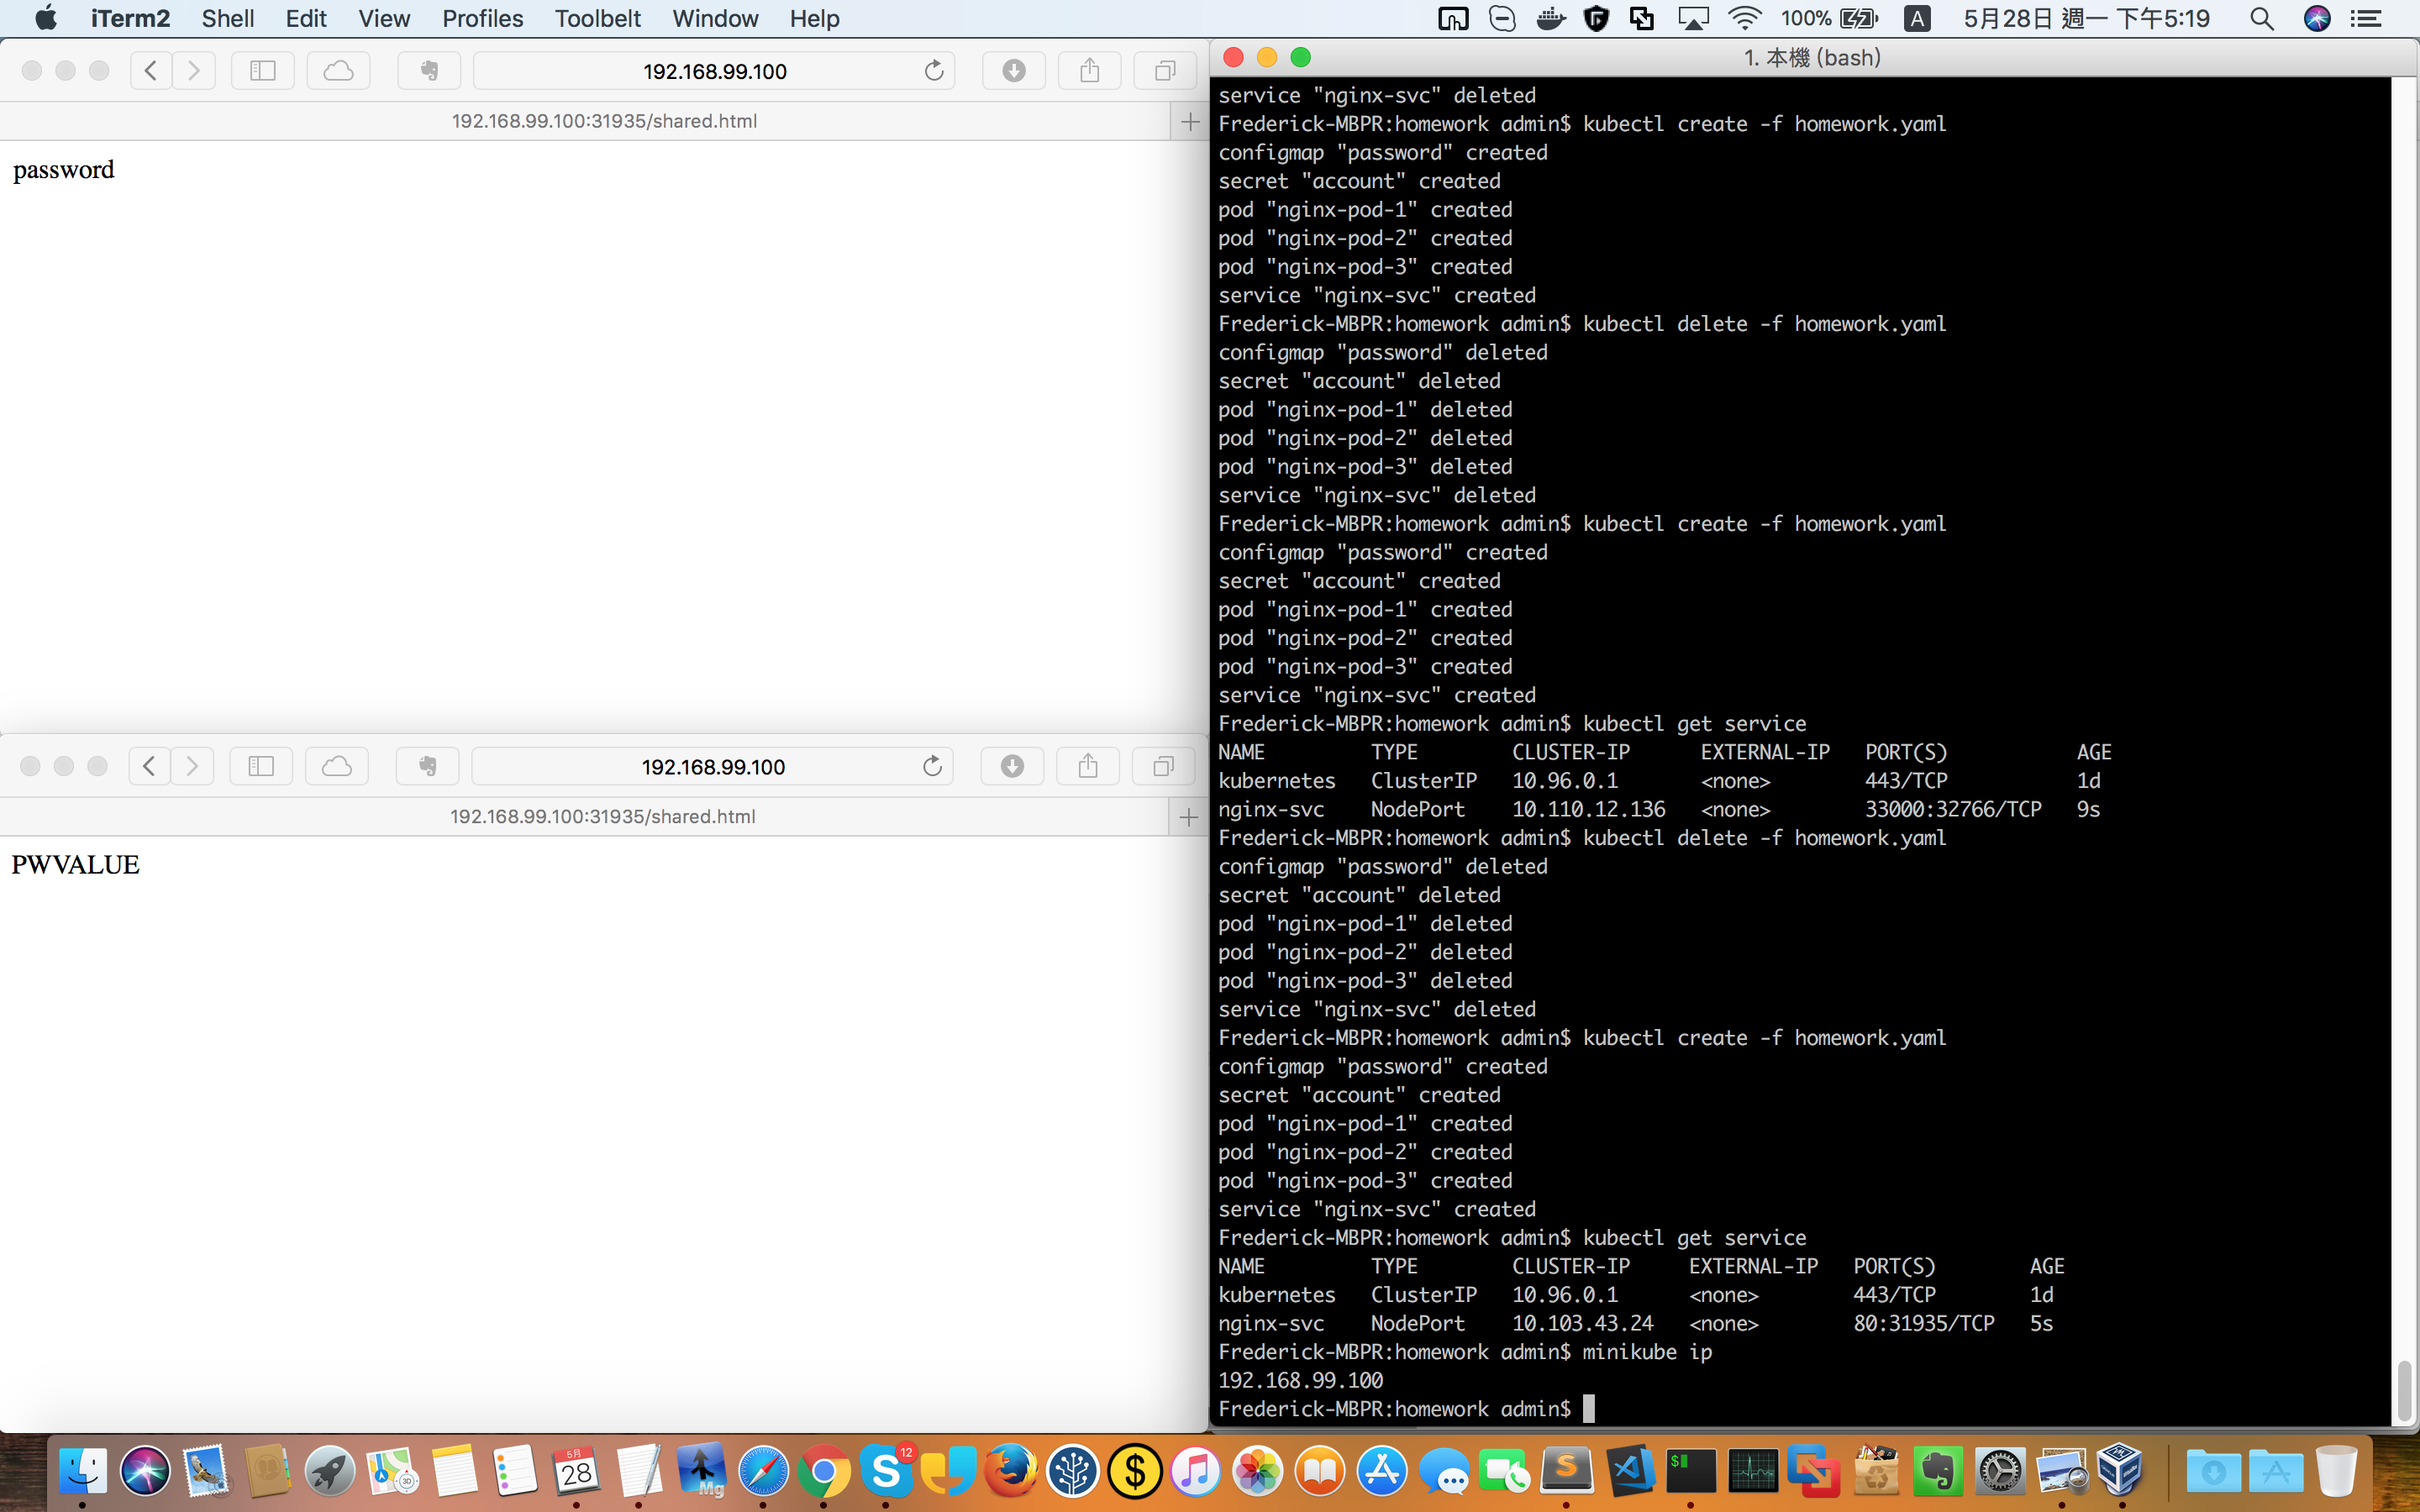 iTerm2 Shell Edit View Profiles Toolbelt Window Help 100% A 5月28日 週一 下午5:19
192.168.99.100
192.168.99.100:31935/shared.html
password
192.168.99.100
192.168.99.100:31935/shared.html
PWVALUE
1. 本機 (bash)
service "nginx-svc" deleted
Frederick-MBPR:homework admin$ kubectl create -f homework.yaml
configmap "password" created
secret "account" created
pod "nginx-pod-1" created
pod "nginx-pod-2" created
pod "nginx-pod-3" created
service "nginx-svc" created
Frederick-MBPR:homework admin$ kubectl delete -f homework.yaml
configmap "password" deleted
secret "account" deleted
pod "nginx-pod-1" deleted
pod "nginx-pod-2" deleted
pod "nginx-pod-3" deleted
service "nginx-svc" deleted
Frederick-MBPR:homework admin$ kubectl create -f homework.yaml
configmap "password" created
secret "account" created
pod "nginx-pod-1" created
pod "nginx-pod-2" created
pod "nginx-pod-3" created
service "nginx-svc" created
Frederick-MBPR:homework admin$ kubectl get service
NAME TYPE CLUSTER-IP EXTERNAL-IP PORT(S) AGE
kubernetes ClusterIP 10.96.0.1 <none> 443/TCP 1d
nginx-svc NodePort 10.110.12.136 <none> 33000:32766/TCP 9s
Frederick-MBPR:homework admin$ kubectl delete -f homework.yaml
configmap "password" deleted
secret "account" deleted
pod "nginx-pod-1" deleted
pod "nginx-pod-2" deleted
pod "nginx-pod-3" deleted
service "nginx-svc" deleted
Frederick-MBPR:homework admin$ kubectl create -f homework.yaml
configmap "password" created
secret "account" created
pod "nginx-pod-1" created
pod "nginx-pod-2" created
pod "nginx-pod-3" created
service "nginx-svc" created
Frederick-MBPR:homework admin$ kubectl get service
NAME TYPE CLUSTER-IP EXTERNAL-IP PORT(S) AGE
kubernetes ClusterIP 10.96.0.1 <none> 443/TCP 1d
nginx-svc NodePort 10.103.43.24 <none> 80:31935/TCP 5s
Frederick-MBPR:homework admin$ minikube ip
192.168.99.100
Frederick-MBPR:homework admin$
3D 5月 28 Mg S 12 $ S $